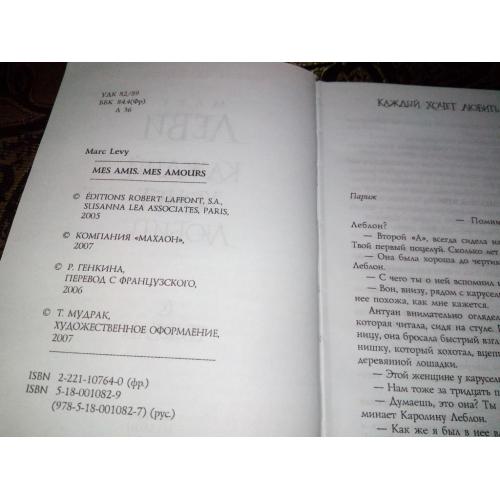 УДК 82/89
ББК 84.4(Фр)
Л 36
Marc Levy
MES AMIS. MES AMOURS
© ÉDITIONS ROBERT LAFFONT, S.A.,
SUSANNA LEA ASSOCIATES, PARIS,
2005
© КОМПАНИЯ «МАХАОН»,
2007
© Р. ГЕНКИНА,
ПЕРЕВОД С ФРАНЦУЗСКОГО,
2006
© Т. МУДРАК,
ХУДОЖЕСТВЕННОЕ ОФОРМЛЕНИЕ,
2007
ISBN 2-221-10764-0 (фр.)
ISBN 5-18-001082-9
(978-5-18-001082-7) (рус.)
КАЖДЫЙ ХОЧЕТ ЛЮБИТЬ
Париж
Леблон?
— Второй «А», всегда сидела на
Твой первый поцелуй. Сколько лет
— Она была хороша до чертик
Леблон.
— С чего ты о ней вспомнил
— Вон, внизу, рядом с карусел
нее похожа, как мне кажется.
Антуан внимательно огляде
которая читала, сидя на стуле.
ницу, она бросала быстрый взгл
нишку, который хохотал, вцепи
деревянной лошадки.
— Этой женщине у карусел
— Нам тоже за тридцать п
— Думаешь, это она? Ты
минает Каролину Леблон.
— Как же я был в нее в